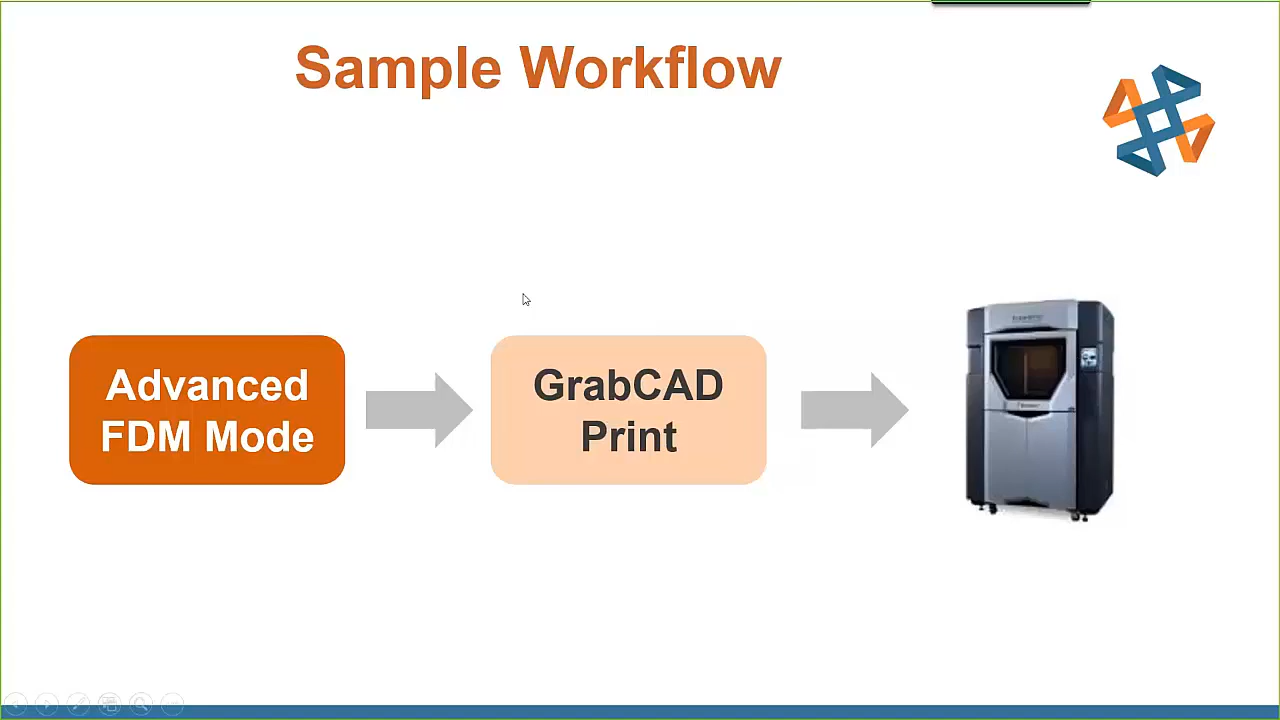 Sample Workflow
Advanced
FDM Mode
GrabCAD
Print